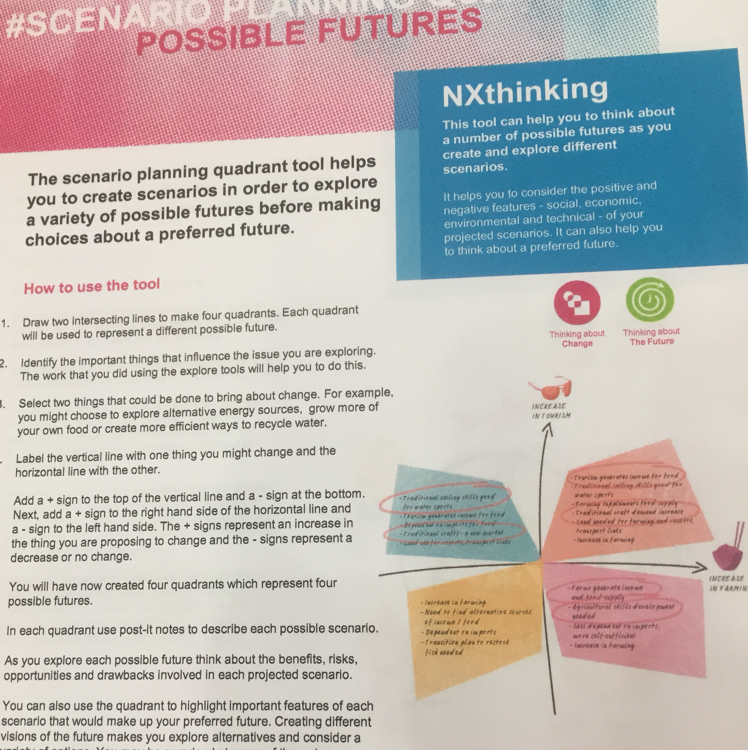 #SCENARIO PLANNING
POSSIBLE FUTURES
NXthinking
This tool can help you to think about
a number of possible futures as you
create and explore different
scenarios.
It helps you to consider the positive and
negative features - social, economic,
environmental and technical - of your
projected scenarios. It can also help you
to think about a preferred future.
Thinking about
Change
Thinking about
The Future
The scenario planning quadrant tool helps
you to create scenarios in order to explore
a variety of possible futures before making
choices about a preferred future.
How to use the tool
1. Draw two intersecting lines to make four quadrants. Each quadrant
will be used to represent a different possible future.
2. Identify the important things that influence the issue you are exploring.
The work that you did using the explore tools will help you to do this.
3. Select two things that could be done to bring about change. For example,
you might choose to explore alternative energy sources, grow more of
your own food or create more efficient ways to recycle water.
Label the vertical line with one thing you might change and the
horizontal line with the other.
Add a + sign to the top of the vertical line and a - sign at the bottom.
Next, add a + sign to the right hand side of the horizontal line and
a - sign to the left hand side. The + signs represent an increase in
the thing you are proposing to change and the - signs represent a
decrease or no change.
You will have now created four quadrants which represent four
possible futures.
In each quadrant use post-it notes to describe each possible scenario.
As you explore each possible future think about the benefits, risks,
opportunities and drawbacks involved in each projected scenario.
You can also use the quadrant to highlight important features of each
scenario that would make up your preferred future. Creating different
visions of the future makes you explore alternatives and consider a
INCREASE
IN TOURISM
- Traditional sailing skills good
for water sports
- Tourism generates income for food
- Dependent on imports for food
- Traditional crafts - a new market
- Land use for resorts, transport links
Tourism generates income for food
- Traditional sailing skills good for
water sports
- Farming supplements food supply
- Traditional craft demand increase
- Land needed for farming and resorts,
transport links
- Increase in farming
INCREASE
IN FARMIN
- Increase in farming
- Need to find alternative sources
of income / food
- Dependent on imports
- Transition plan to restock
fish needed
- Farms generate income
and food supply
- Agricultural skills development
needed
- Less dependent on imports,
more self-sufficient
- Increase in farming